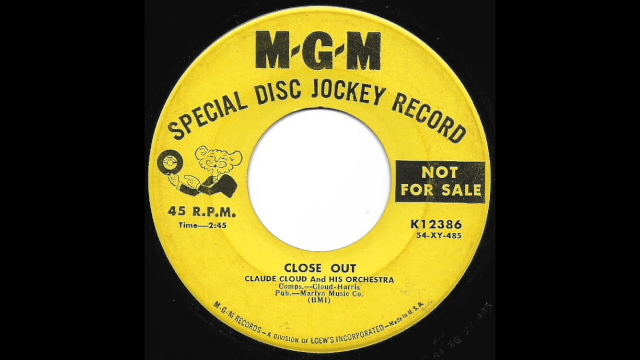 M-G-M
SPECIAL DISC JOCKEY RECORD
NOT
FOR SALE
45 R.P.M.
Time—2:45
K12386
54-XY-485
CLOSE OUT
CLAUDE CLOUD And HIS ORCHESTRA
Comps.—Cloud-Harris
Pub.—Marlyn Music Co.
(BMI)
M-G-M RECORDS—A DIVISION OF LOEW'S INCORPORATED—Made in U.S.A.